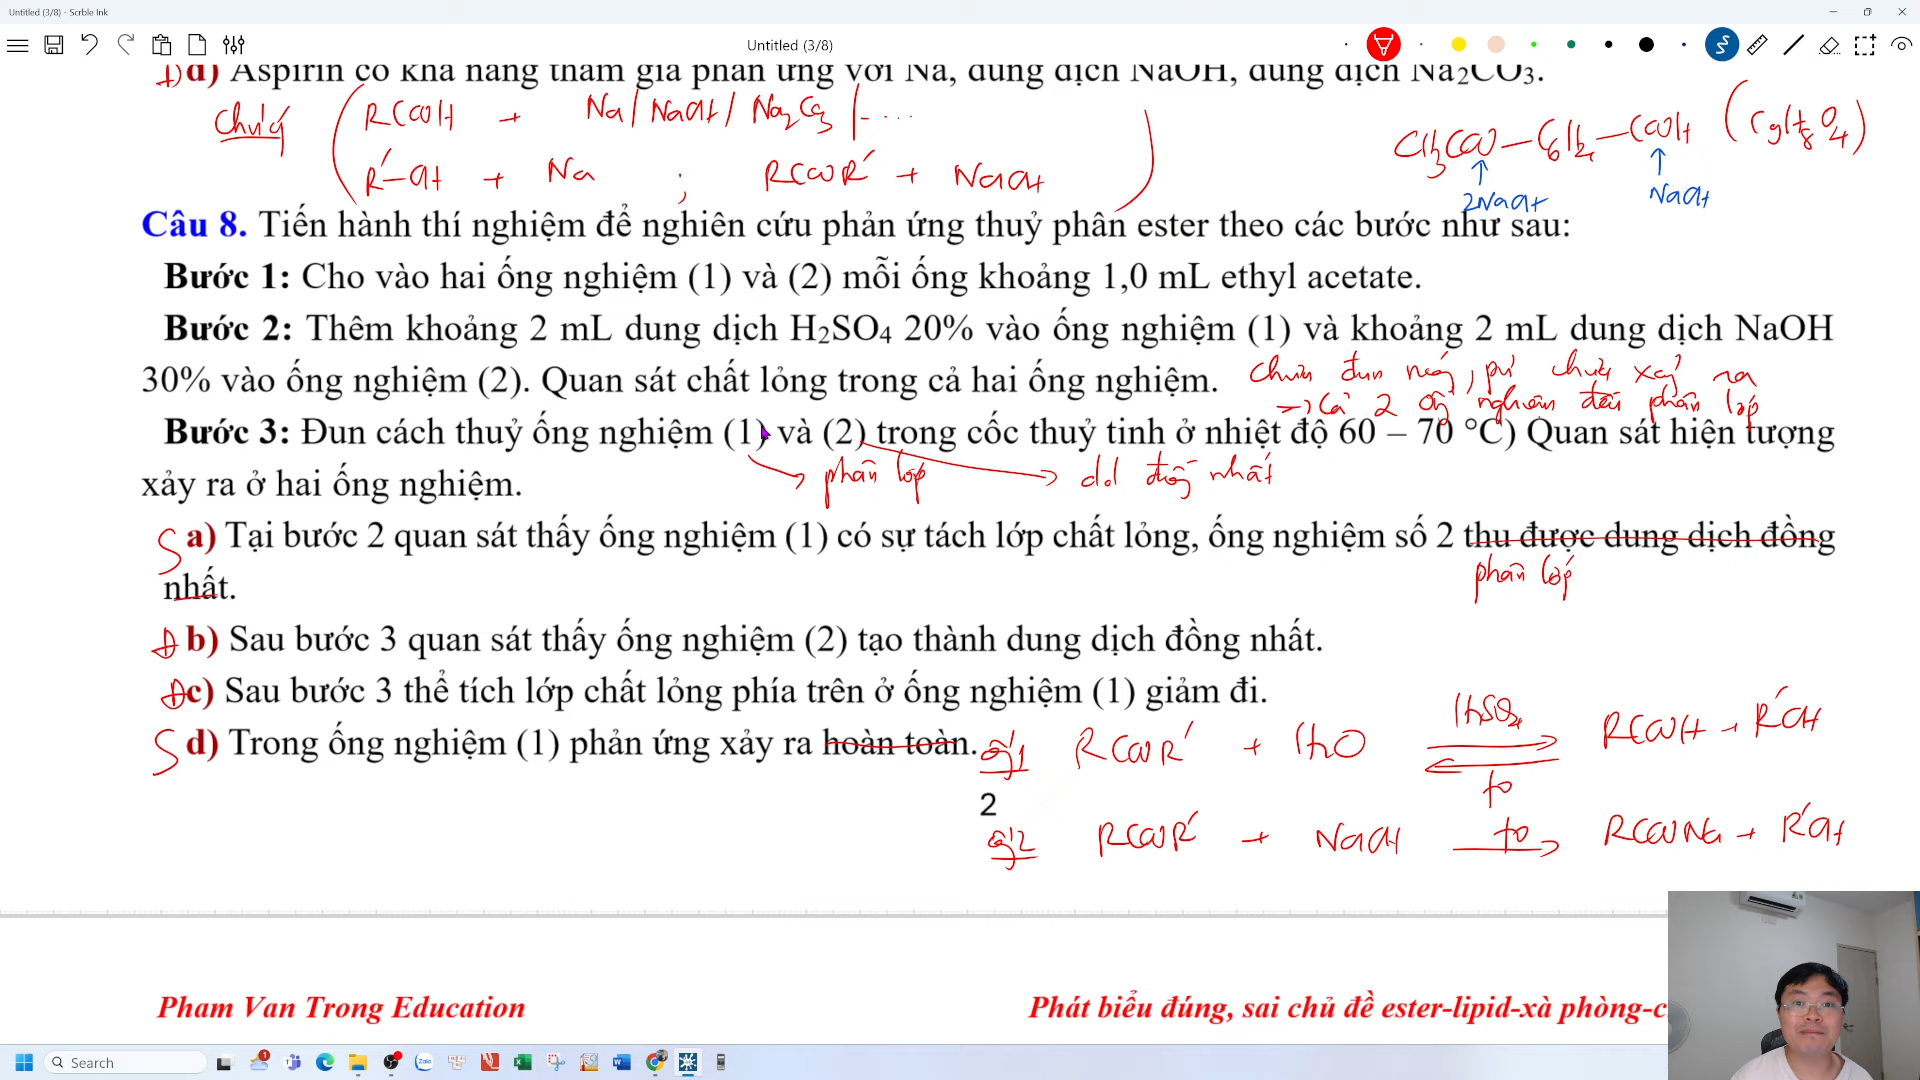 Untitled (3/8) - Scrble Ink
Untitled (3/8)
Đ d) Aspirin có khả năng tham gia phản ứng với Na, dung dịch NaOH, dung dịch Na₂CO₃.
Chú ý
RCOOH + Na / NaOH / Na₂CO₃ / ...
R'-OH + Na ; RCOOR' + NaOH
CH₃COO-C₆H₄-COOH (C₉H₈O₄)
2NaOH NaOH
Câu 8. Tiến hành thí nghiệm để nghiên cứu phản ứng thuỷ phân ester theo các bước như sau:
Bước 1: Cho vào hai ống nghiệm (1) và (2) mỗi ống khoảng 1,0 mL ethyl acetate.
Bước 2: Thêm khoảng 2 mL dung dịch H₂SO₄ 20% vào ống nghiệm (1) và khoảng 2 mL dung dịch NaOH
30% vào ống nghiệm (2). Quan sát chất lỏng trong cả hai ống nghiệm.
chưa đun nóng, pư chưa xảy ra
→ Cả 2 ống nghiệm đều phân lớp
Bước 3: Đun cách thuỷ ống nghiệm (1) và (2) trong cốc thuỷ tinh ở nhiệt độ 60 – 70 °C) Quan sát hiện tượng
xảy ra ở hai ống nghiệm.
phân lớp → d.d đồng nhất
S a) Tại bước 2 quan sát thấy ống nghiệm (1) có sự tách lớp chất lỏng, ống nghiệm số 2 thu được dung dịch đồng
nhất.
phân lớp
Đ b) Sau bước 3 quan sát thấy ống nghiệm (2) tạo thành dung dịch đồng nhất.
Đ c) Sau bước 3 thể tích lớp chất lỏng phía trên ở ống nghiệm (1) giảm đi.
S d) Trong ống nghiệm (1) phản ứng xảy ra hoàn toàn.
Ố1 RCOOR' + H₂O ⇌ H₂SO₄ t° RCOOH + R'OH
2
Ố2 RCOOR' + NaOH t° → RCOONa + R'OH
Pham Van Trong Education
Phát biểu đúng, sai chủ đề ester-lipid-xà phòng-c
Search